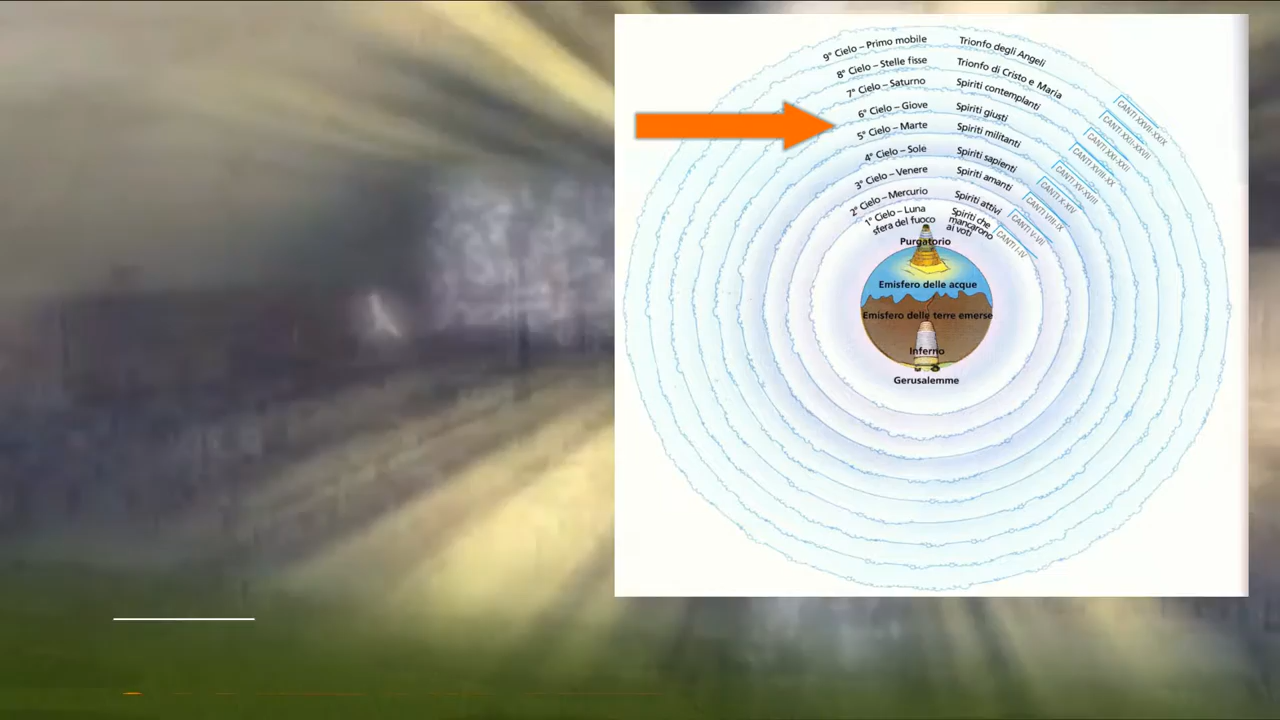 9° Cielo – Primo mobile Trionfo degli Angeli
8° Cielo – Stelle fisse Trionfo di Cristo e Maria
7° Cielo – Saturno Spiriti contemplanti
6° Cielo – Giove Spiriti giusti
5° Cielo – Marte Spiriti militanti
4° Cielo – Sole Spiriti sapienti
3° Cielo – Venere Spiriti amanti
2° Cielo – Mercurio Spiriti attivi
1° Cielo – Luna
sfera del fuoco
Spiriti che
mancarono
ai voti
CANTI XXVII-XXIX
CANTI XXII-XXVII
CANTI XXI-XXII
CANTI XVIII-XX
CANTI XV-XVIII
CANTI X-XIV
CANTI VIII-IX
CANTI V-VII
CANTI I-IV
Purgatorio
Emisfero delle acque
Emisfero delle terre emerse
Inferno
Gerusalemme